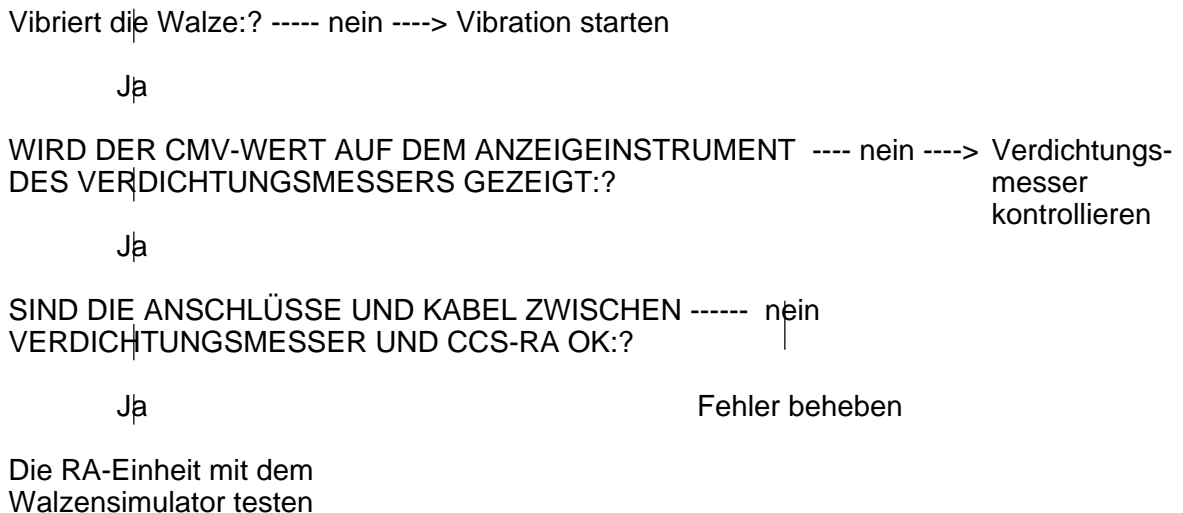 Vibriert die Walze:? ----- nein ----> Vibration starten
Ja
WIRD DER CMV-WERT AUF DEM ANZEIGEINSTRUMENT ---- nein ----> Verdichtungs-
DES VERDICHTUNGSMESSERS GEZEIGT:? messer
kontrollieren
Ja
SIND DIE ANSCHLÜSSE UND KABEL ZWISCHEN ------ nein
VERDICHTUNGSMESSER UND CCS-RA OK:?
Ja Fehler beheben
Die RA-Einheit mit dem
Walzensimulator testen